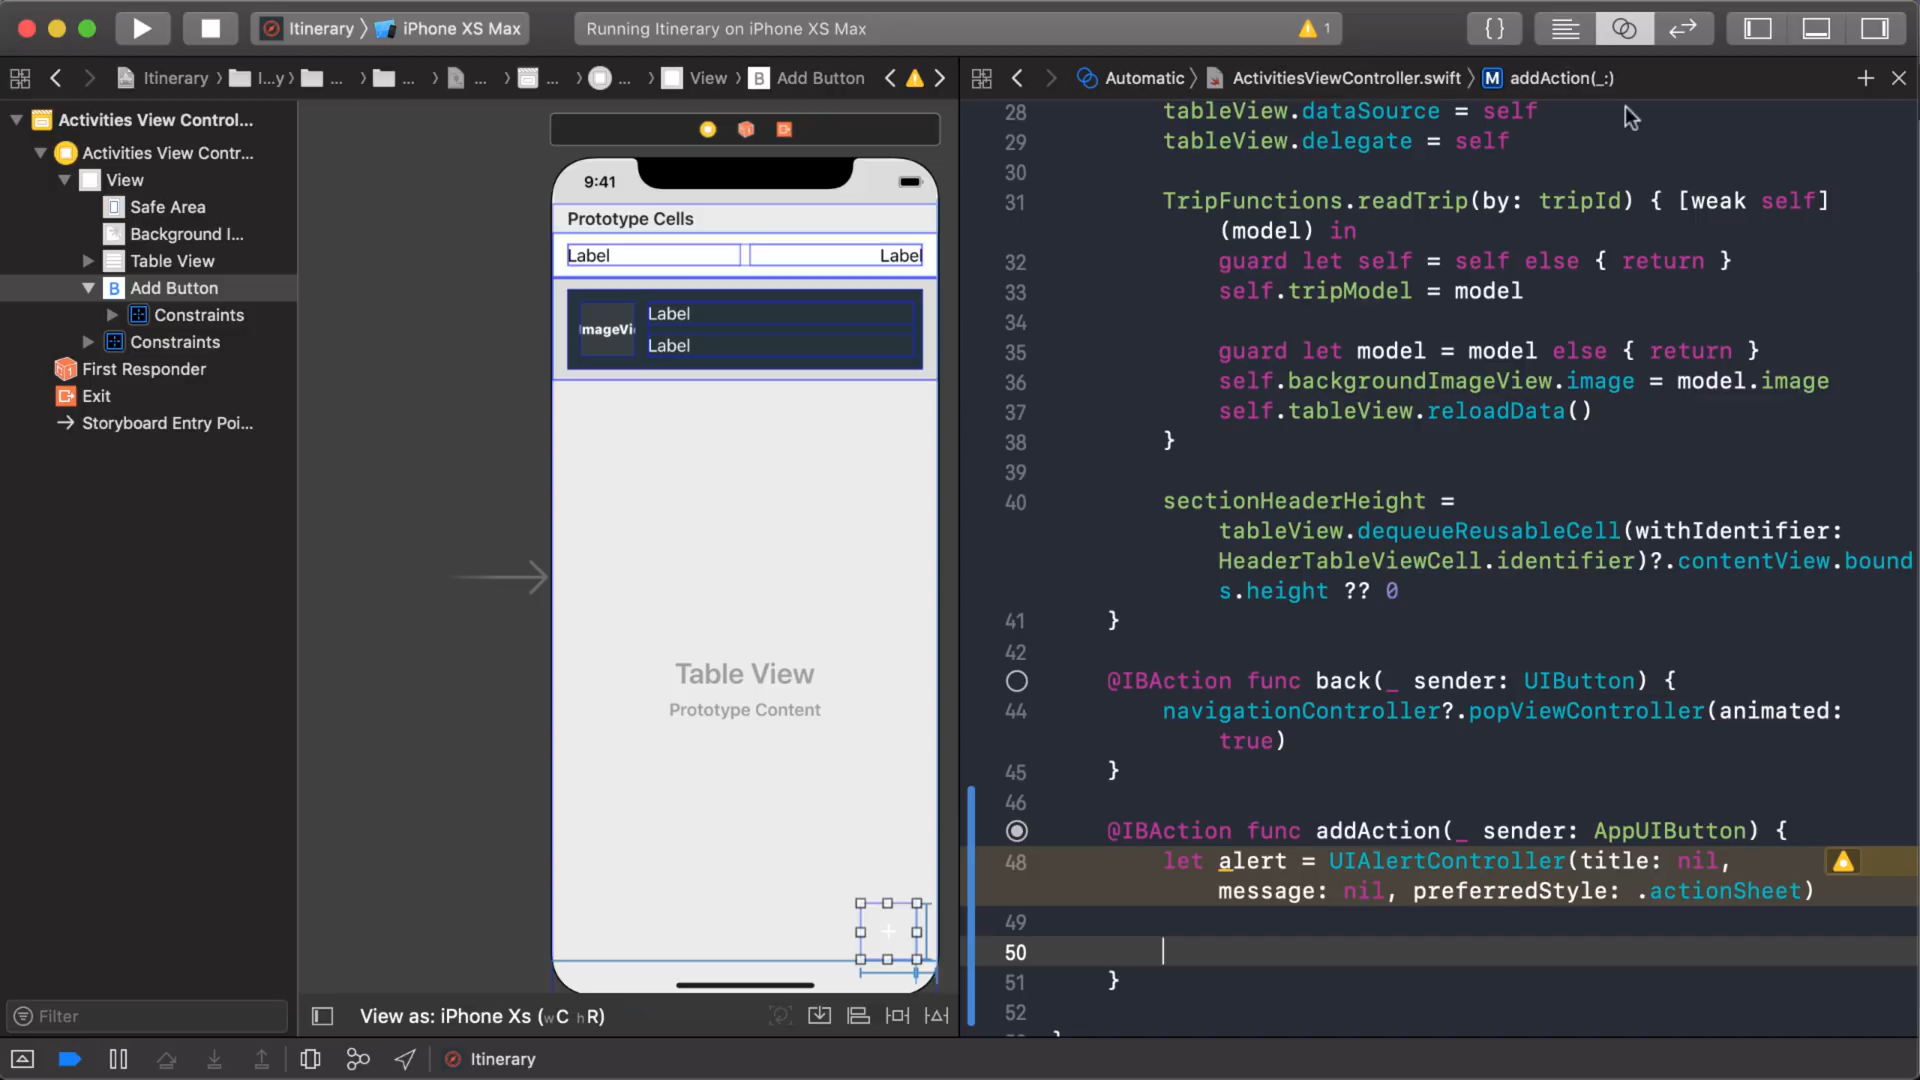 Itinerary
iPhone XS Max
Running Itinerary on iPhone XS Max
1
{ }
Itinerary
I...y
...
...
...
...
View
B
Add Button
Automatic
ActivitiesViewController.swift
M
addAction(_:)
Activities View Control...
Activities View Contr...
View
Safe Area
Background I...
Table View
B
Add Button
Constraints
Constraints
First Responder
Exit
Storyboard Entry Poi...
Filter
9:41
Prototype Cells
Label
Label
mageVi
Label
Label
Table View
Prototype Content
View as: iPhone Xs (wC hR)
28 tableView.dataSource = self
29 tableView.delegate = self
30
31 TripFunctions.readTrip(by: tripId) { [weak self]
(model) in
32 guard let self = self else { return }
33 self.tripModel = model
34
35 guard let model = model else { return }
36 self.backgroundImageView.image = model.image
37 self.tableView.reloadData()
38 }
39
40 sectionHeaderHeight =
tableView.dequeueReusableCell(withIdentifier:
HeaderTableViewCell.identifier)?.contentView.bound
s.height ?? 0
41 }
42
@IBAction func back(_ sender: UIButton) {
44 navigationController?.popViewController(animated:
true)
45 }
46
@IBAction func addAction(_ sender: AppUIButton) {
48 let alert = UIAlertController(title: nil,
message: nil, preferredStyle: .actionSheet)
49
50
51 }
52
Itinerary